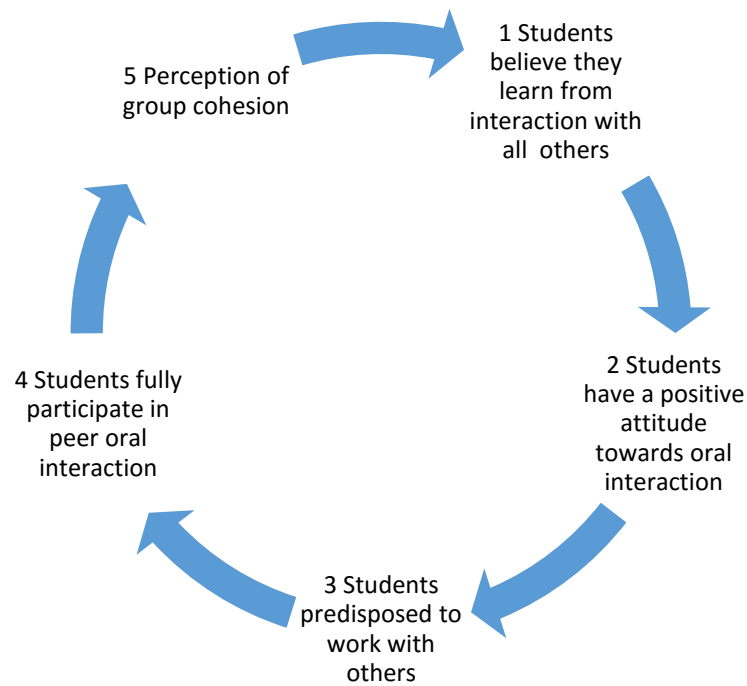 1 Students
believe they
learn from
interaction with
all others
2 Students
have a positive
attitude
towards oral
interaction
3 Students
predisposed to
work with
others
4 Students fully
participate in
peer oral
interaction
5 Perception of
group cohesion